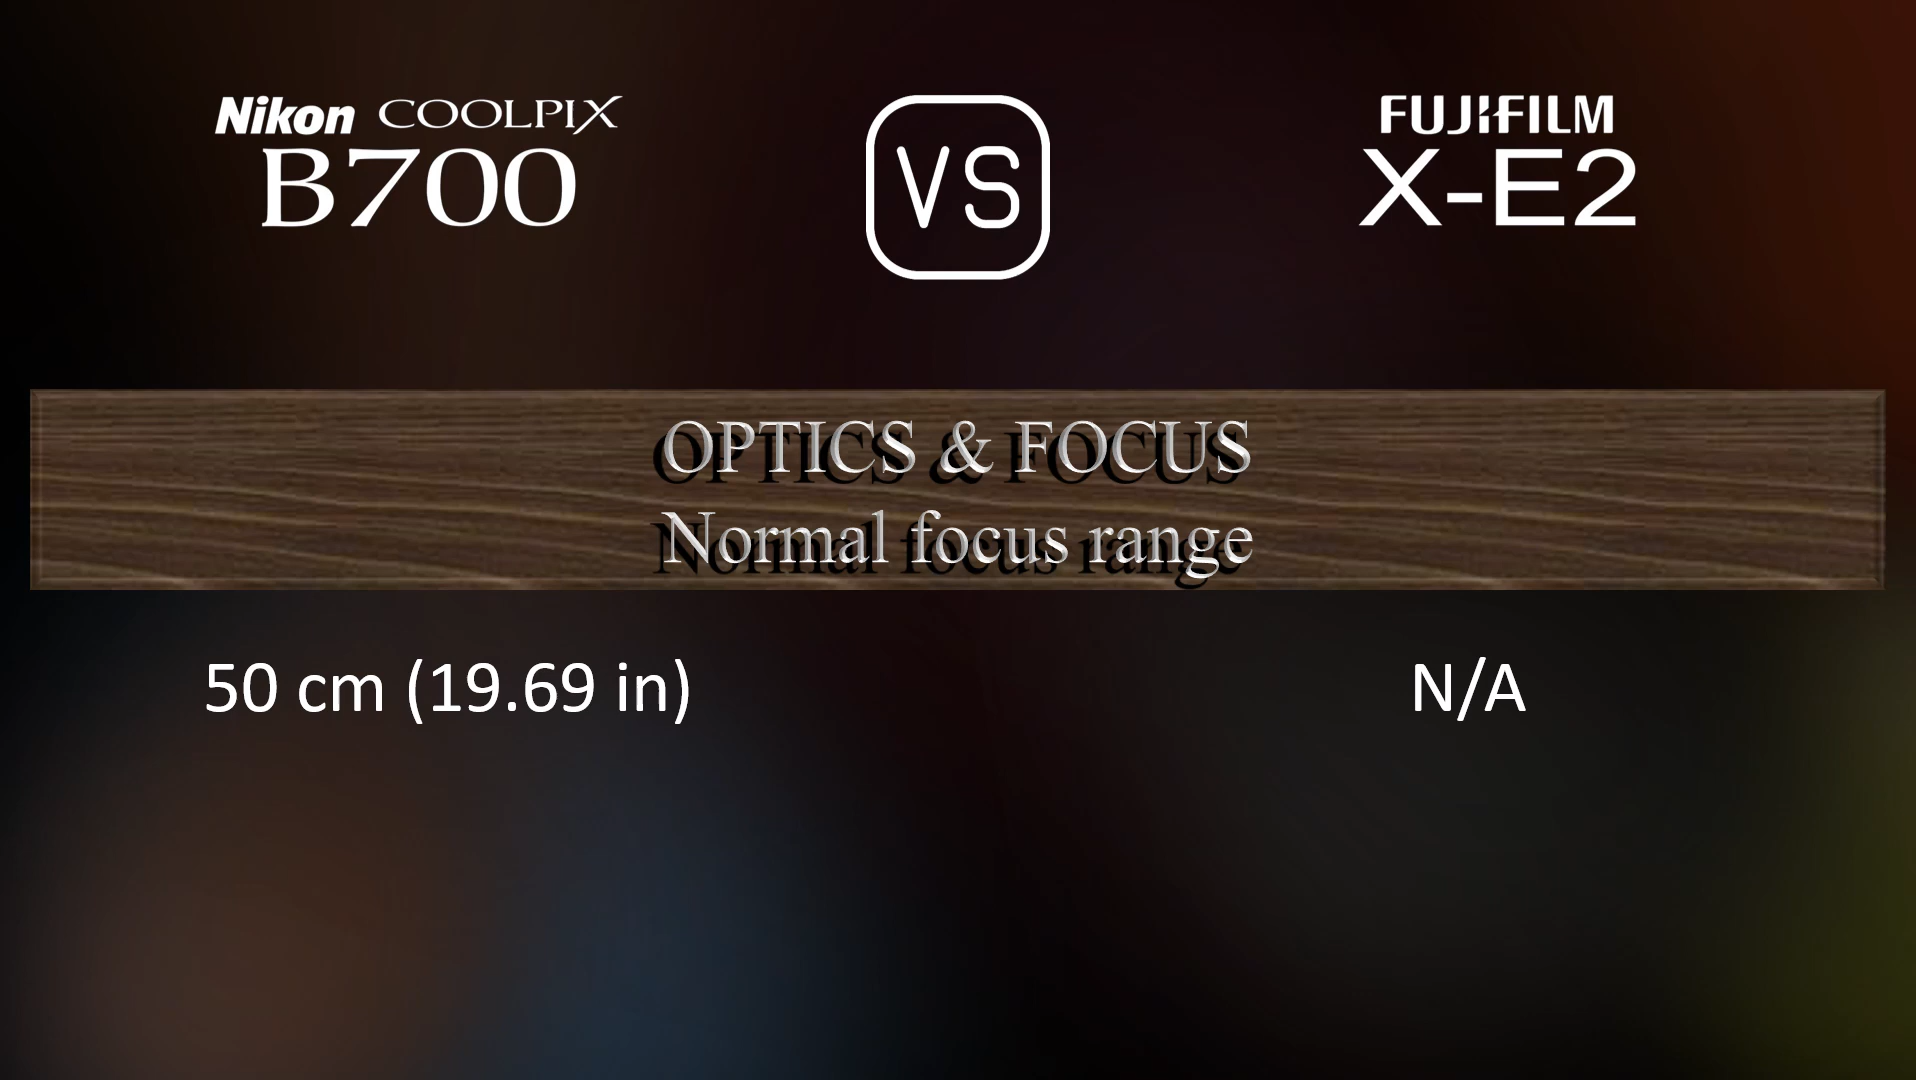 Nikon COOLPIX
B700
VS
FUJIFILM
X-E2
OPTICS & FOCUS
Normal focus range
50 cm (19.69 in)
N/A